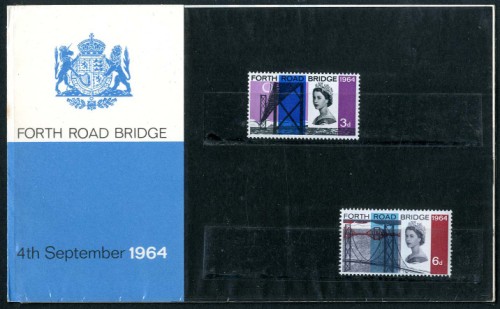 FORTH ROAD BRIDGE
4th September 1964
FORTH ROAD BRIDGE 1964
3d
FORTH ROAD BRIDGE 1964
6d